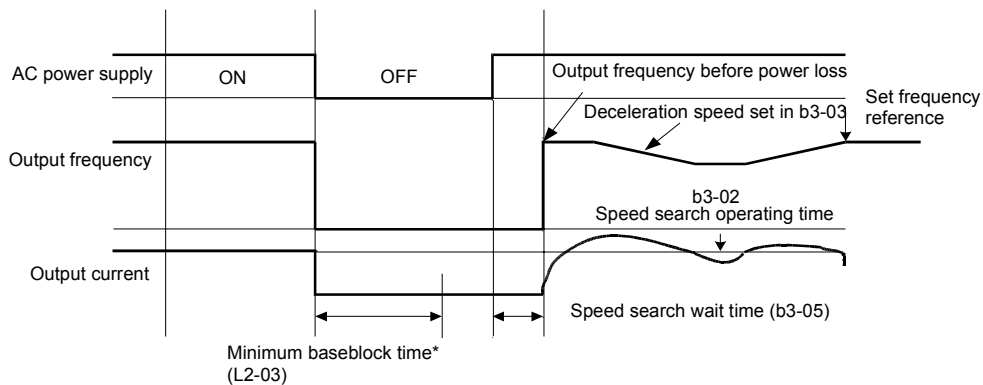 AC power supply
ON
OFF
Output frequency before power loss
Deceleration speed set in b3-03
Set frequency
reference
Output frequency
b3-02
Speed search operating time
Output current
Speed search wait time (b3-05)
Minimum baseblock time*
(L2-03)